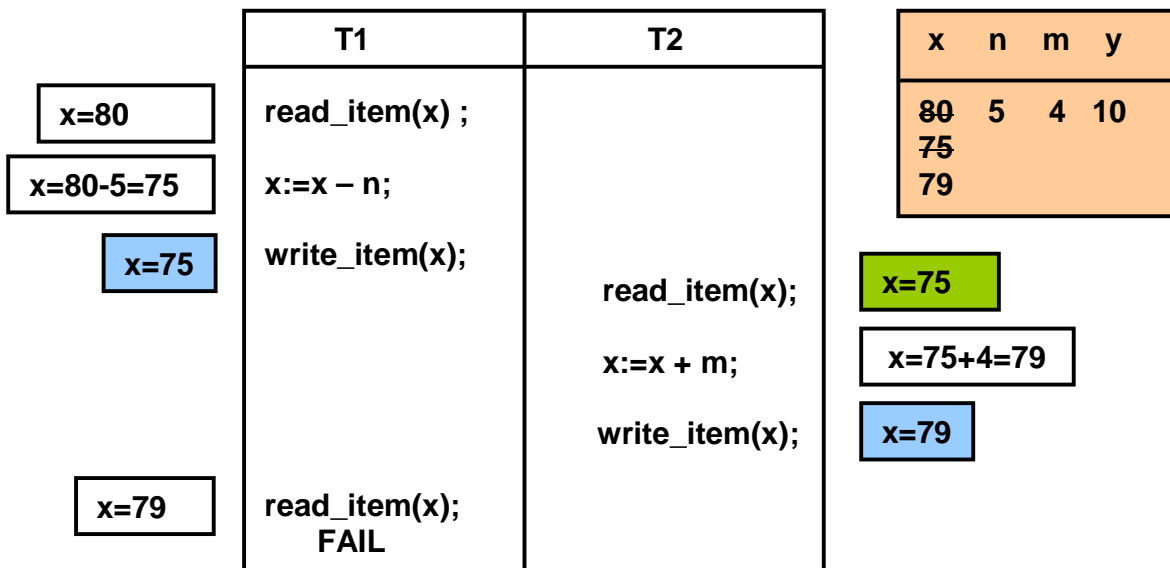 T1 T2
x n m y
x=80 read_item(x) ; 80 5 4 10
75
x=80-5=75 x:=x – n; 79
x=75 write_item(x);
read_item(x); x=75
x:=x + m; x=75+4=79
write_item(x); x=79
x=79 read_item(x);
FAIL